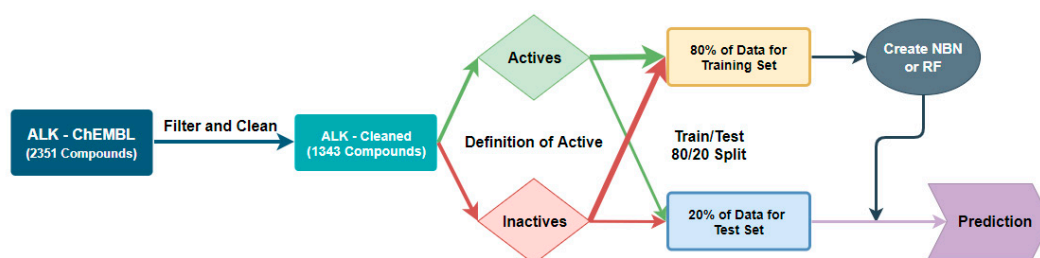 ALK - ChEMBL
(2351 Compounds)
Filter and Clean
ALK - Cleaned
(1343 Compounds)
Actives
Definition of Active
Inactives
80% of Data for
Training Set
Train/Test
80/20 Split
20% of Data for
Test Set
Create NBN
or RF
Prediction